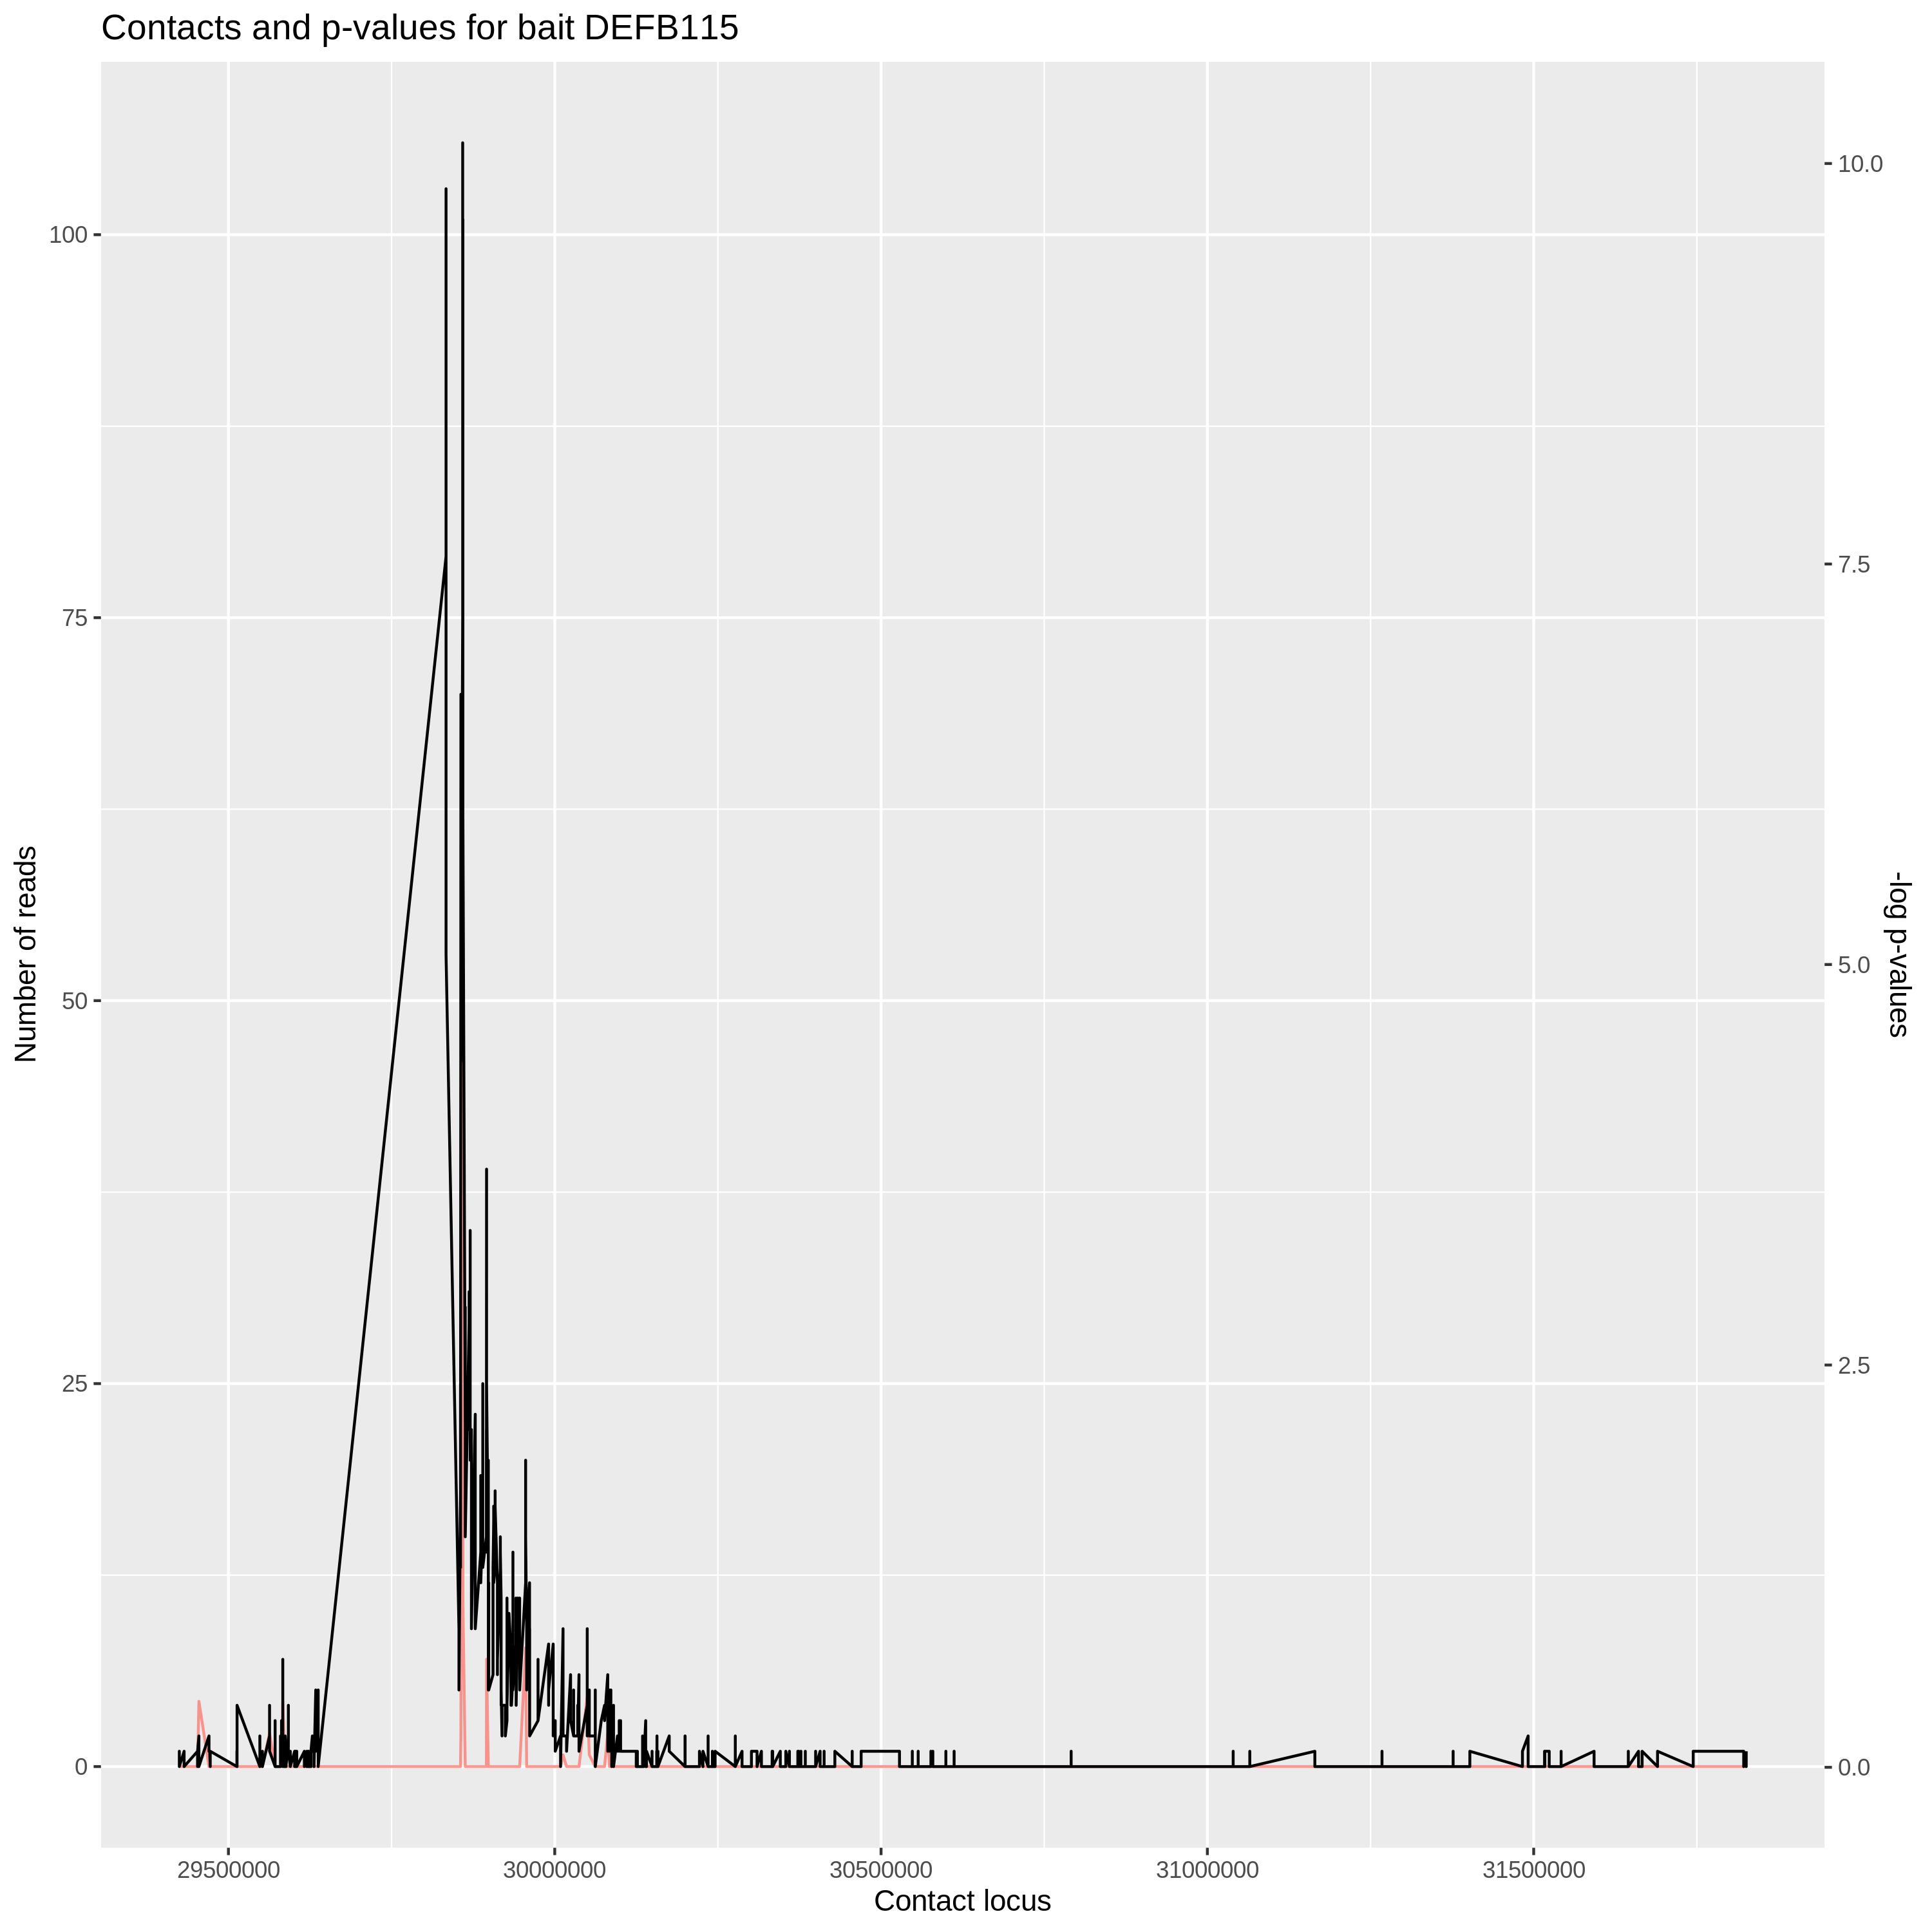 Contacts and p-values for bait DEFB115
100
75
50
25
0
Number of reads
10.0
7.5
5.0
2.5
0.0
-log p-values
29500000 30000000 30500000 31000000 31500000
Contact locus